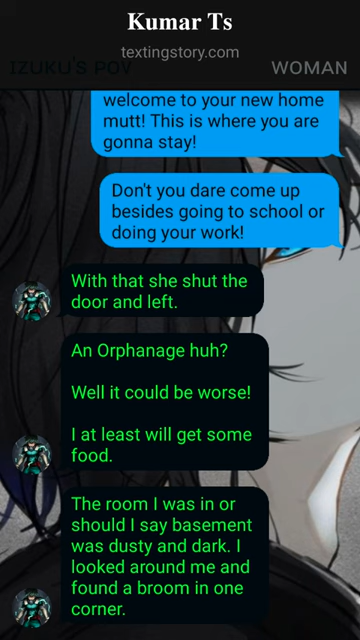 Kumar Ts
textingstory.com
IZUKU'S POV
WOMAN
welcome to your new home
mutt! This is where you are
gonna stay!
Don't you dare come up
besides going to school or
doing your work!
With that she shut the
door and left.
An Orphanage huh?
Well it could be worse!
I at least will get some
food.
The room I was in or
should I say basement
was dusty and dark. I
looked around me and
found a broom in one
corner.